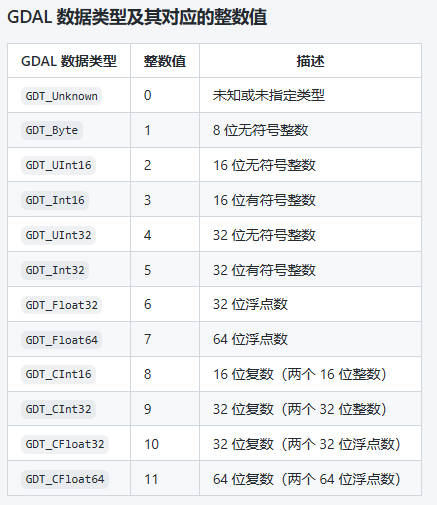 GDAL 数据类型及其对应的整数值
GDAL 数据类型 整数值 描述
GDT_Unknown 0 未知或未指定类型
GDT_Byte 1 8 位无符号整数
GDT_UInt16 2 16 位无符号整数
GDT_Int16 3 16 位有符号整数
GDT_UInt32 4 32 位无符号整数
GDT_Int32 5 32 位有符号整数
GDT_Float32 6 32 位浮点数
GDT_Float64 7 64 位浮点数
GDT_CInt16 8 16 位复数（两个 16 位整数）
GDT_CInt32 9 32 位复数（两个 32 位整数）
GDT_CFloat32 10 32 位复数（两个 32 位浮点数）
GDT_CFloat64 11 64 位复数（两个 64 位浮点数）